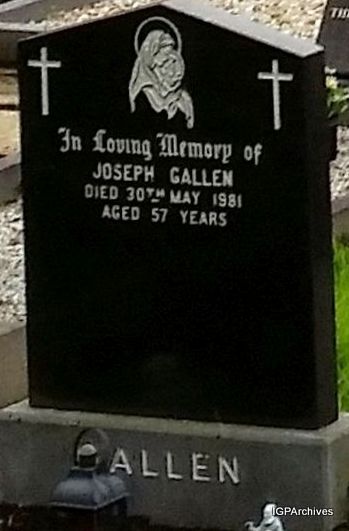 In Loving Memory of
JOSEPH GALLEN
DIED 30TH MAY 1981
AGED 57 YEARS
ALLEN
IGPArchives